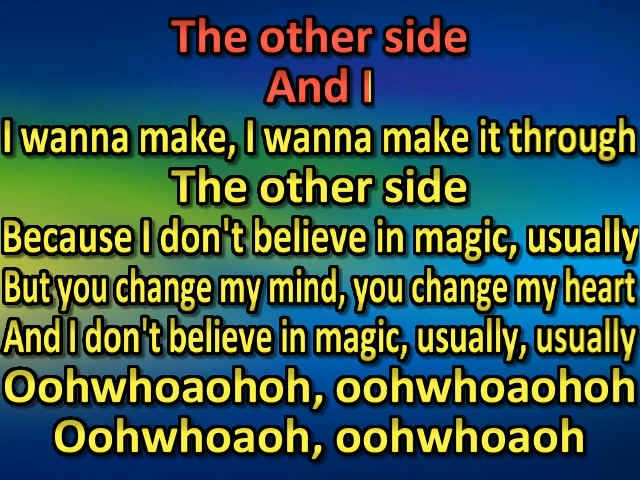 The other side
And I
I wanna make, I wanna make it through
The other side
Because I don't believe in magic, usually
But you change my mind, you change my heart
And I don't believe in magic, usually, usually
Oohwhoaohoh, oohwhoaohoh
Oohwhoaoh, oohwhoaoh